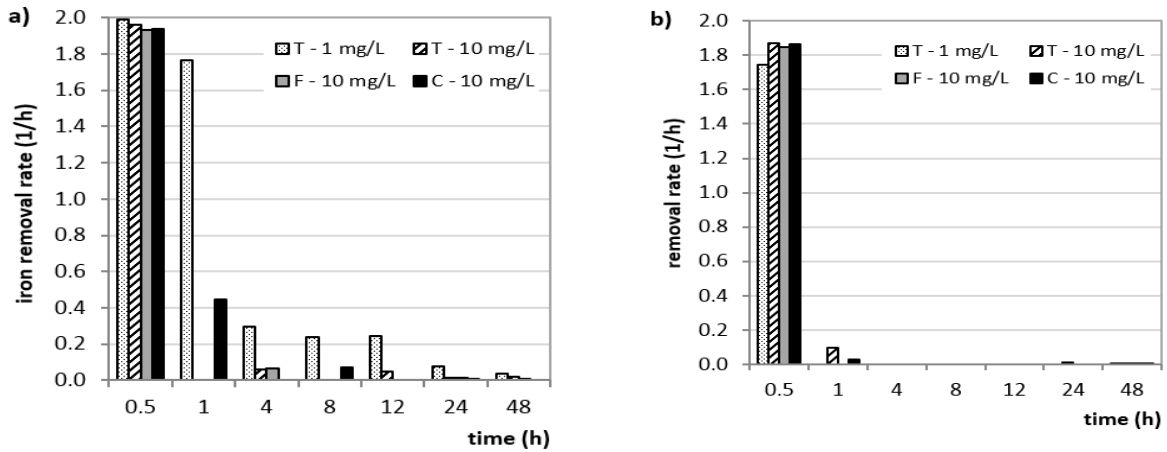 a)
iron removal rate (1/h)
2.0
1.8
1.6
1.4
1.2
1.0
0.8
0.6
0.4
0.2
0.0
T - 1 mg/L T - 10 mg/L
F - 10 mg/L C - 10 mg/L
0.5 1 4 8 12 24 48
time (h)
b)
removal rate (1/h)
2.0
1.8
1.6
1.4
1.2
1.0
0.8
0.6
0.4
0.2
0.0
T - 1 mg/L T - 10 mg/L
F - 10 mg/L C - 10 mg/L
0.5 1 4 8 12 24 48
time (h)